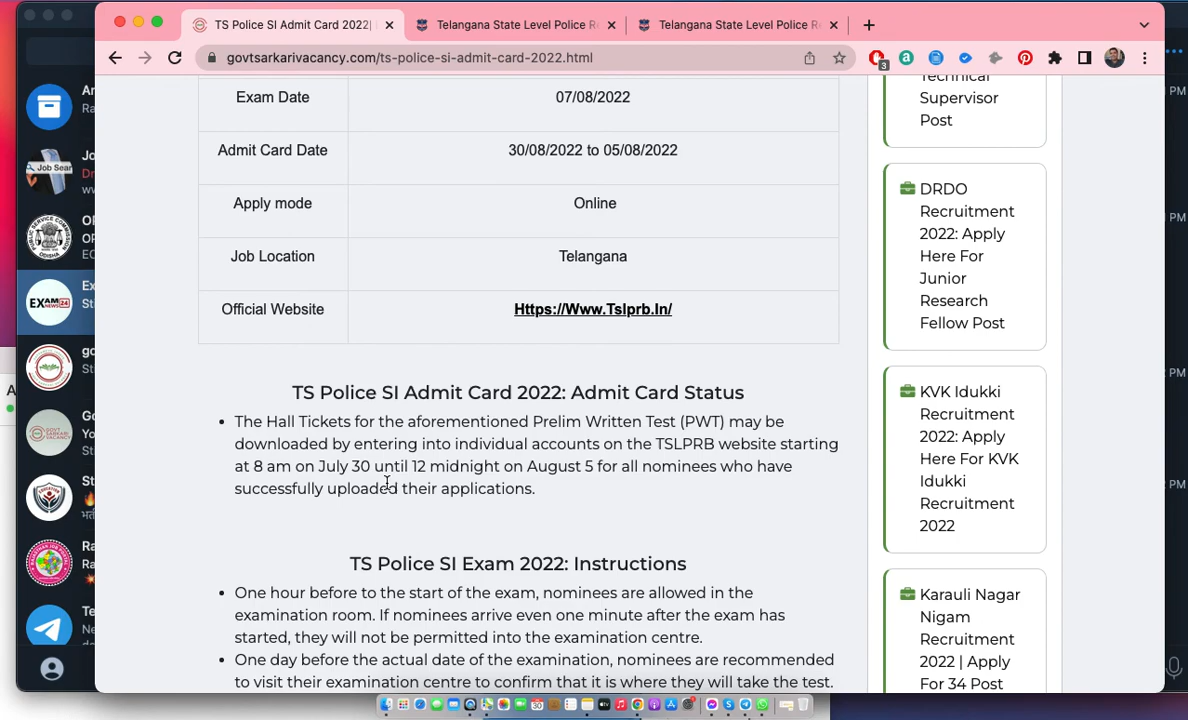 TS Police SI Admit Card 2022|
Telangana State Level Police Re
Telangana State Level Police Re
govtsarkarivacancy.com/ts-police-si-admit-card-2022.html
3
Exam Date 07/08/2022
Admit Card Date 30/08/2022 to 05/08/2022
Apply mode Online
Job Location Telangana
Official Website Https://Www.Tslprb.In/
TS Police SI Admit Card 2022: Admit Card Status
The Hall Tickets for the aforementioned Prelim Written Test (PWT) may be
downloaded by entering into individual accounts on the TSLPRB website starting
at 8 am on July 30 until 12 midnight on August 5 for all nominees who have
successfully uploaded their applications.
TS Police SI Exam 2022: Instructions
One hour before to the start of the exam, nominees are allowed in the
examination room. If nominees arrive even one minute after the exam has
started, they will not be permitted into the examination centre.
One day before the actual date of the examination, nominees are recommended
to visit their examination centre to confirm that it is where they will take the test.
Technical
Supervisor
Post
DRDO
Recruitment
2022: Apply
Here For
Junior
Research
Fellow Post
KVK Idukki
Recruitment
2022: Apply
Here For KVK
Idukki
Recruitment
2022
Karauli Nagar
Nigam
Recruitment
2022 | Apply
For 34 Post
Job Sear
EXAM
24